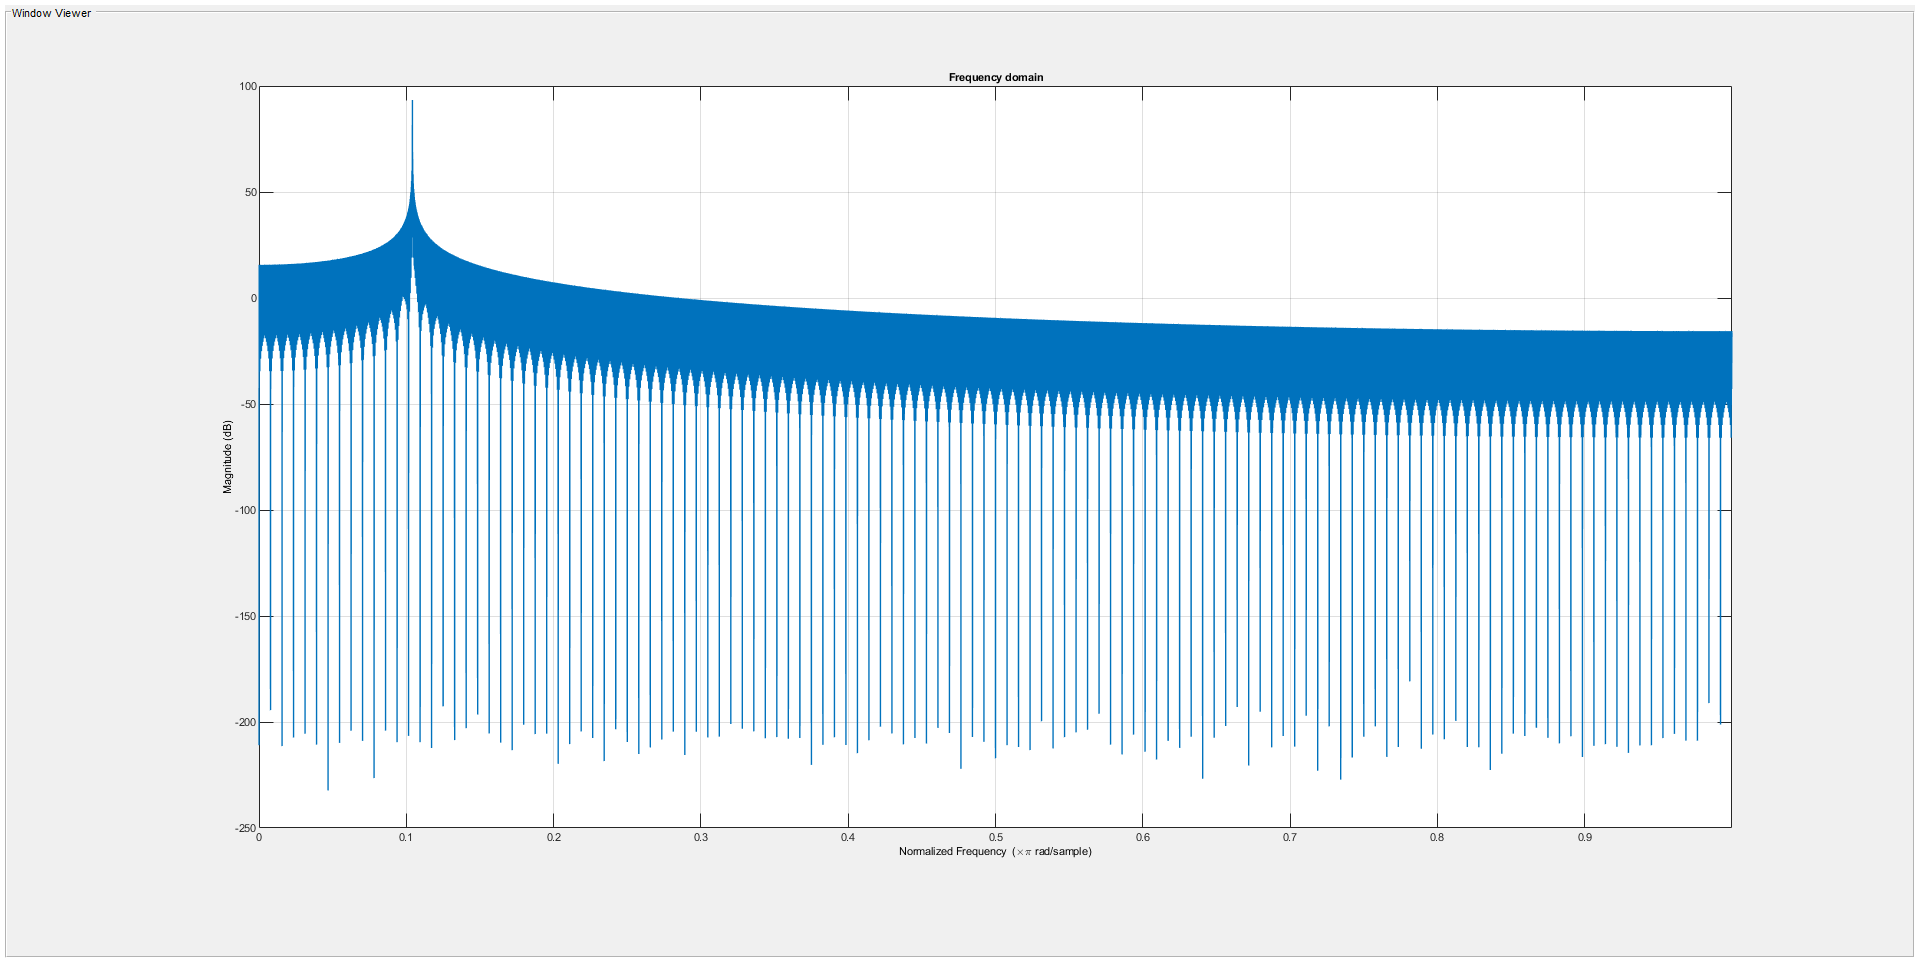 Window Viewer
Frequency domain
100
50
0
-50
-100
-150
-200
-250
Magnitude (dB)
0 0.1 0.2 0.3 0.4 0.5 0.6 0.7 0.8 0.9
Normalized Frequency (×π rad/sample)